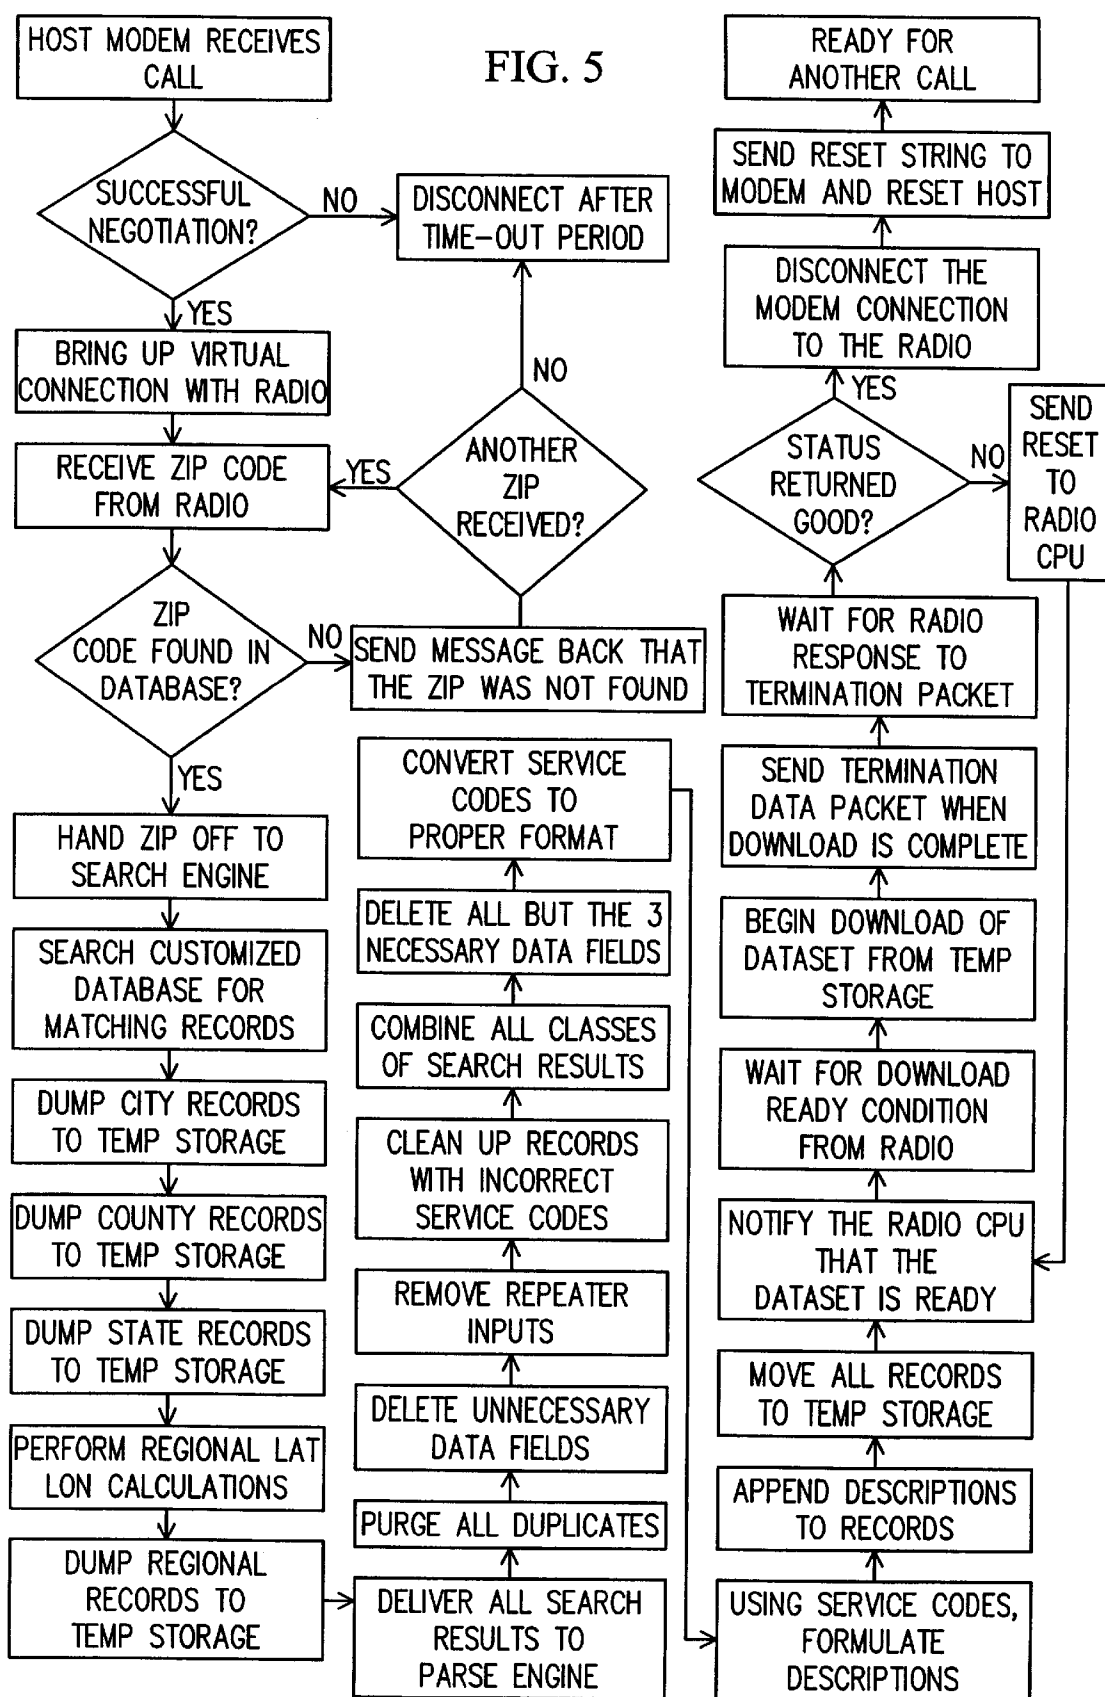 FIG. 5
HOST MODEM RECEIVES
CALL
SUCCESSFUL
NEGOTIATION?
NO
DISCONNECT AFTER
TIME-OUT PERIOD
YES
BRING UP VIRTUAL
CONNECTION WITH RADIO
RECEIVE ZIP CODE
FROM RADIO
YES
ANOTHER
ZIP
RECEIVED?
NO
ZIP
CODE FOUND IN
DATABASE?
NO
SEND MESSAGE BACK THAT
THE ZIP WAS NOT FOUND
YES
HAND ZIP OFF TO
SEARCH ENGINE
SEARCH CUSTOMIZED
DATABASE FOR
MATCHING RECORDS
DUMP CITY RECORDS
TO TEMP STORAGE
DUMP COUNTY RECORDS
TO TEMP STORAGE
DUMP STATE RECORDS
TO TEMP STORAGE
PERFORM REGIONAL LAT
LON CALCULATIONS
DUMP REGIONAL
RECORDS TO
TEMP STORAGE
DELIVER ALL SEARCH
RESULTS TO
PARSE ENGINE
PURGE ALL DUPLICATES
DELETE UNNECESSARY
DATA FIELDS
REMOVE REPEATER
INPUTS
CLEAN UP RECORDS
WITH INCORRECT
SERVICE CODES
COMBINE ALL CLASSES
OF SEARCH RESULTS
DELETE ALL BUT THE 3
NECESSARY DATA FIELDS
CONVERT SERVICE
CODES TO
PROPER FORMAT
USING SERVICE CODES,
FORMULATE
DESCRIPTIONS
APPEND DESCRIPTIONS
TO RECORDS
MOVE ALL RECORDS
TO TEMP STORAGE
NOTIFY THE RADIO CPU
THAT THE
DATASET IS READY
WAIT FOR DOWNLOAD
READY CONDITION
FROM RADIO
BEGIN DOWNLOAD OF
DATASET FROM TEMP
STORAGE
SEND TERMINATION
DATA PACKET WHEN
DOWNLOAD IS COMPLETE
WAIT FOR RADIO
RESPONSE TO
TERMINATION PACKET
STATUS
RETURNED
GOOD?
NO
SEND
RESET
TO
RADIO
CPU
YES
DISCONNECT THE
MODEM CONNECTION
TO THE RADIO
SEND RESET STRING TO
MODEM AND RESET HOST
READY FOR
ANOTHER CALL